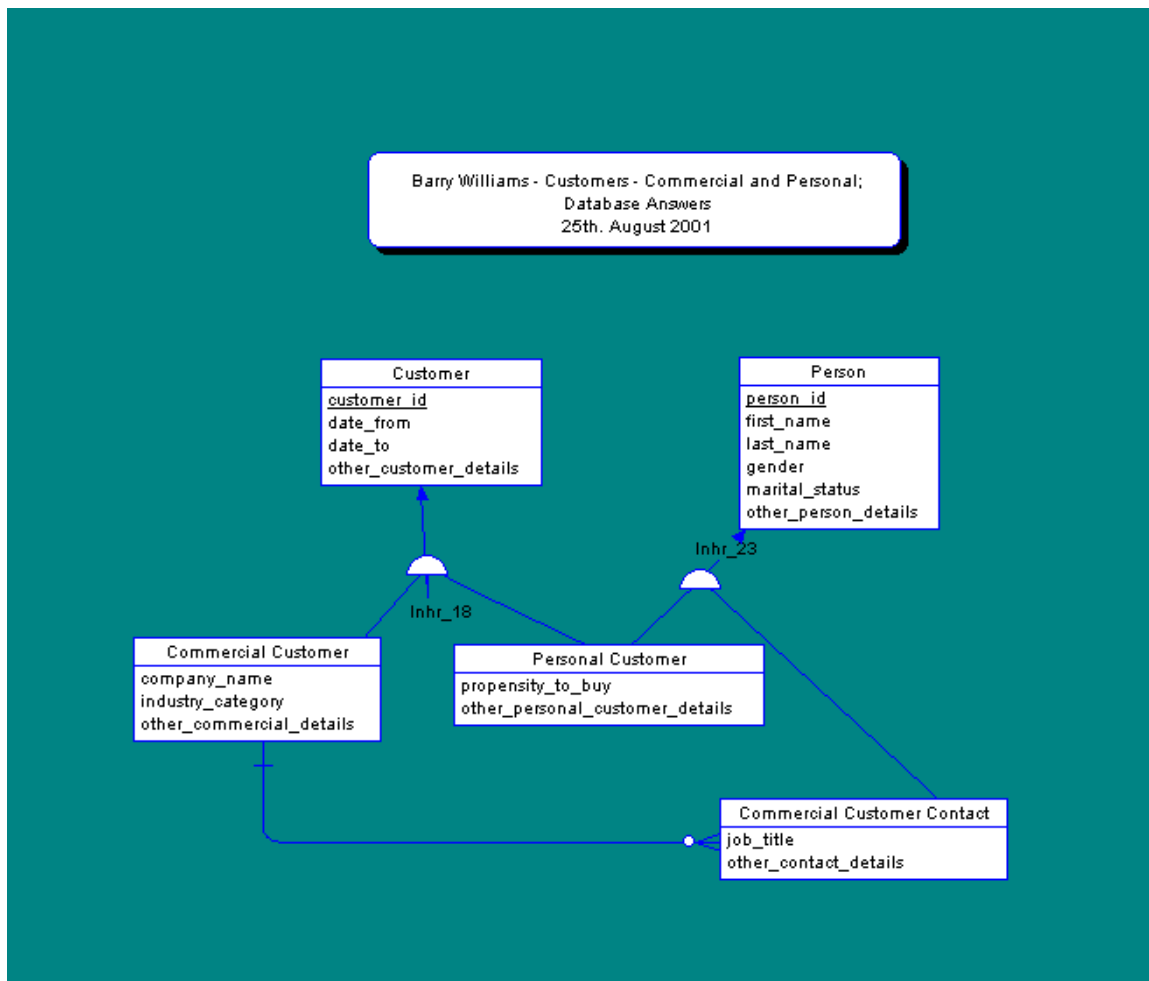 Barry Williams - Customers - Commercial and Personal;
Database Answers
25th. August 2001
Customer
customer_id
date_from
date_to
other_customer_details
Person
person_id
first_name
last_name
gender
marital_status
other_person_details
Inhr_23
Inhr_18
Commercial Customer
company_name
industry_category
other_commercial_details
Personal Customer
propensity_to_buy
other_personal_customer_details
Commercial Customer Contact
job_title
other_contact_details